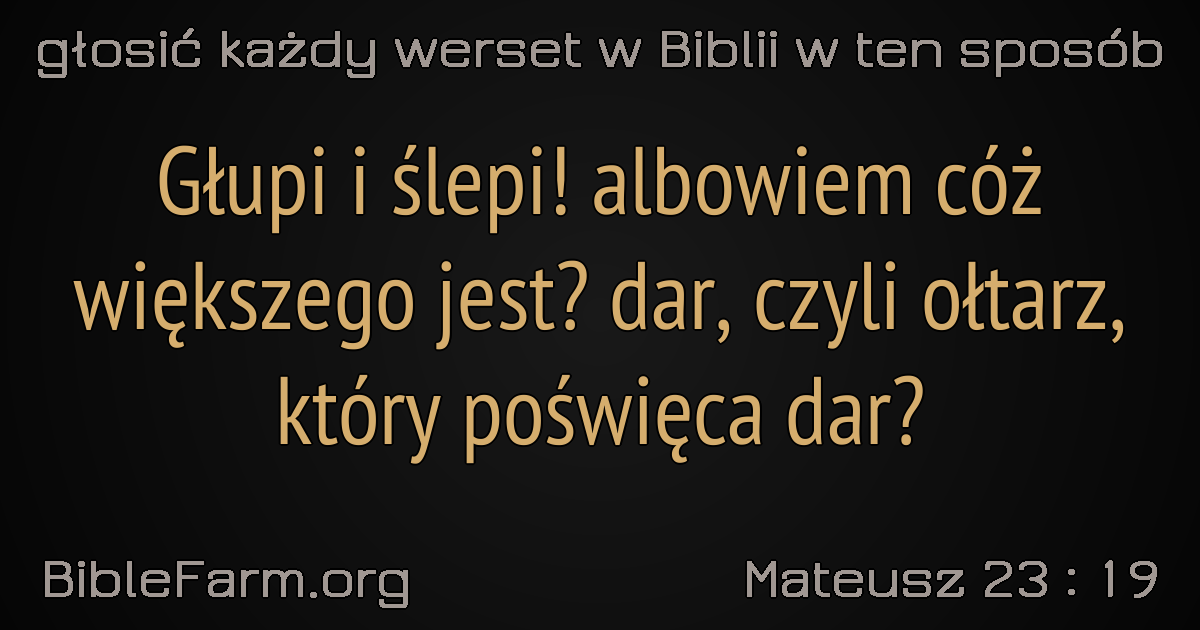 głosić każdy werset w Biblii w ten sposób
Głupi i ślepi! albowiem cóż
większego jest? dar, czyli ołtarz,
który poświęca dar?
BibleFarm.org
Mateusz 23 : 19